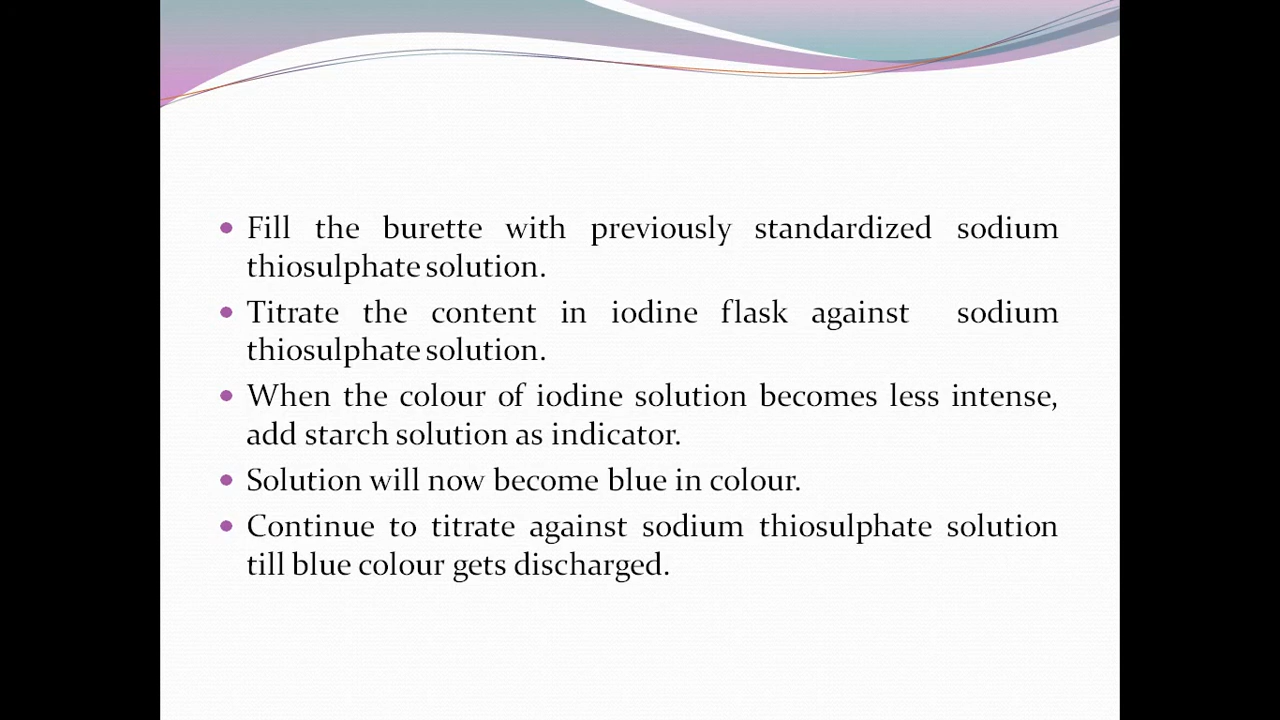 Fill the burette with previously standardized sodium
thiosulphate solution.
Titrate the content in iodine flask against sodium
thiosulphate solution.
When the colour of iodine solution becomes less intense,
add starch solution as indicator.
Solution will now become blue in colour.
Continue to titrate against sodium thiosulphate solution
till blue colour gets discharged.